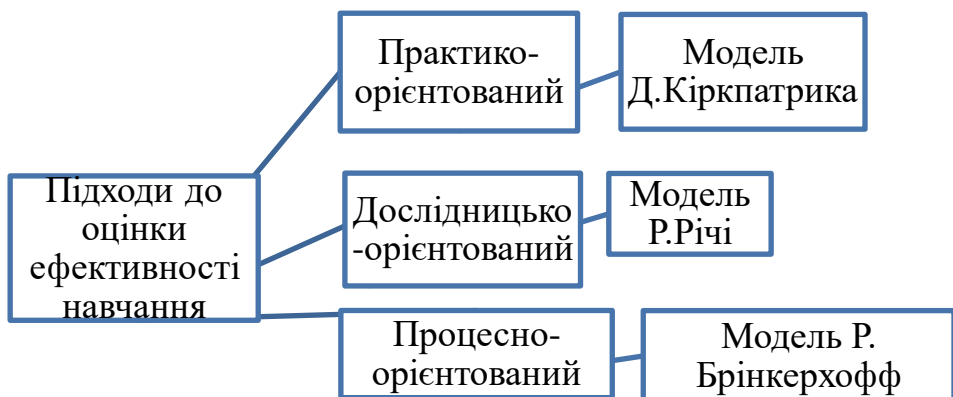 Підходи до
оцінки
ефективності
навчання
Практико-
орієнтований
Модель
Д.Кіркпатрика
Дослідницько
-орієнтований
Модель
Р.Річі
Процесно-
орієнтований
Модель Р.
Брінкерхофф